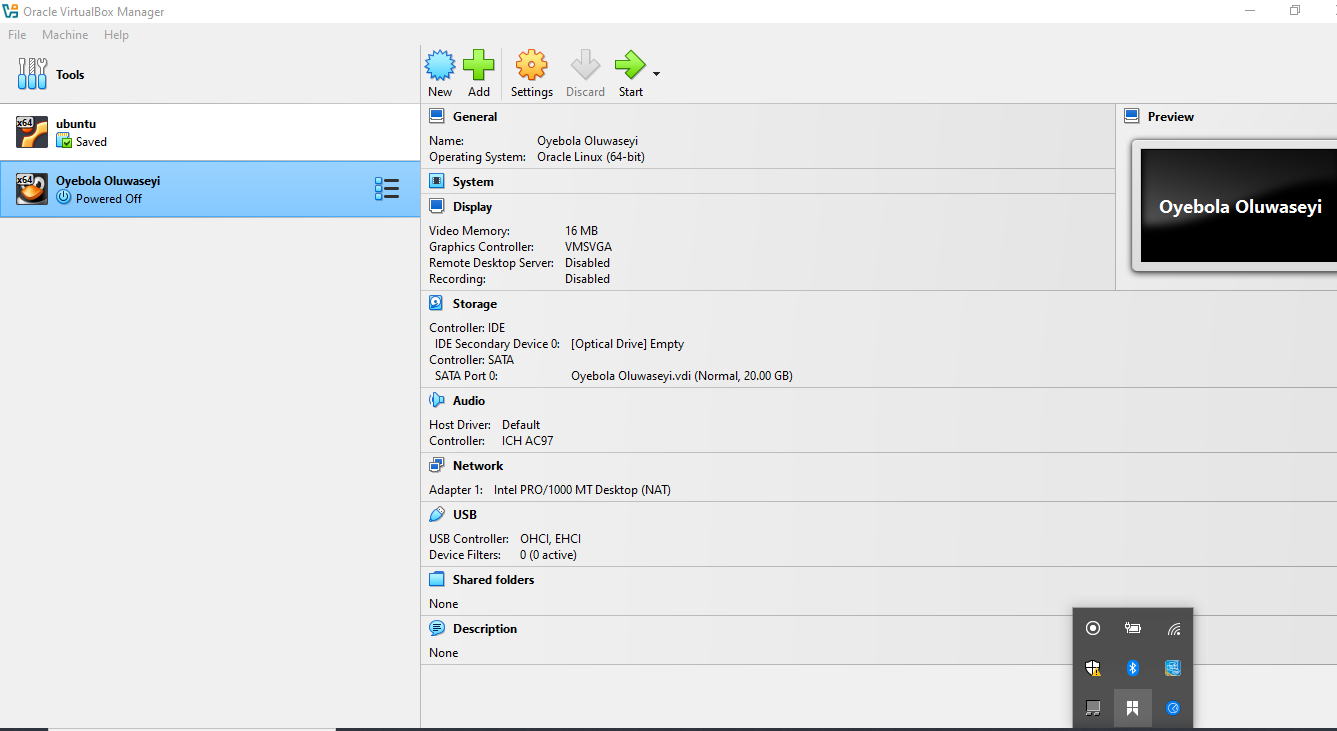 Oracle VirtualBox Manager
File Machine Help
Tools
New Add Settings Discard Start
x64 ubuntu
Saved
x64 Oyebola Oluwaseyi
Powered Off
General
Name: Oyebola Oluwaseyi
Operating System: Oracle Linux (64-bit)
System
Display
Video Memory: 16 MB
Graphics Controller: VMSVGA
Remote Desktop Server: Disabled
Recording: Disabled
Storage
Controller: IDE
IDE Secondary Device 0: [Optical Drive] Empty
Controller: SATA
SATA Port 0: Oyebola Oluwaseyi.vdi (Normal, 20.00 GB)
Audio
Host Driver: Default
Controller: ICH AC97
Network
Adapter 1: Intel PRO/1000 MT Desktop (NAT)
USB
USB Controller: OHCI, EHCI
Device Filters: 0 (0 active)
Shared folders
None
Description
None
Preview
Oyebola Oluwaseyi